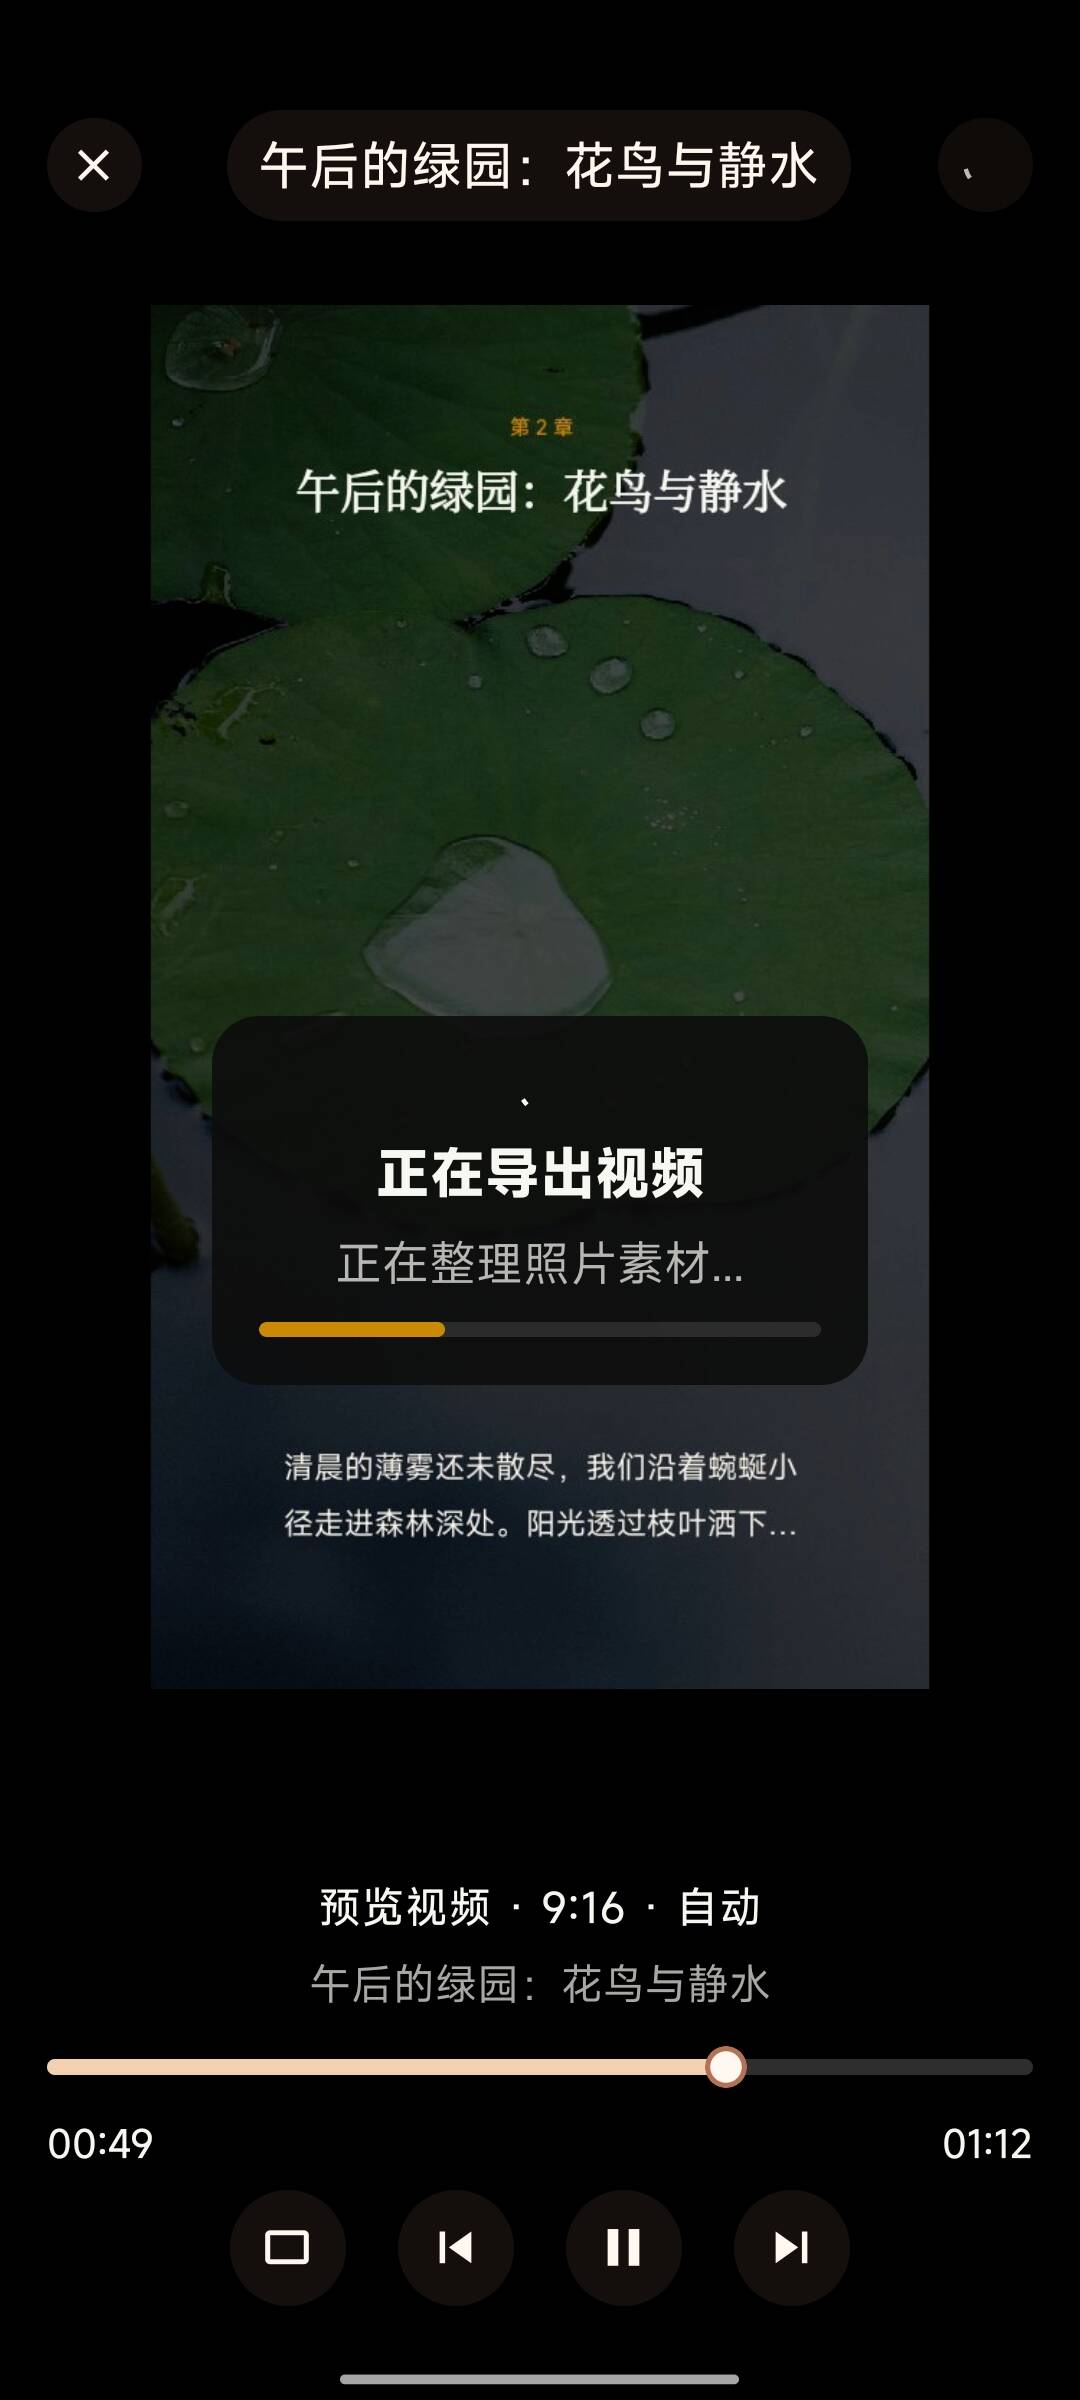 午后的绿园：花鸟与静水
第2章
午后的绿园：花鸟与静水
正在导出视频
正在整理照片素材...
清晨的薄雾还未散尽，我们沿着蜿蜒小
径走进森林深处。阳光透过枝叶洒下...
预览视频 · 9:16 · 自动
午后的绿园：花鸟与静水
00:49
01:12